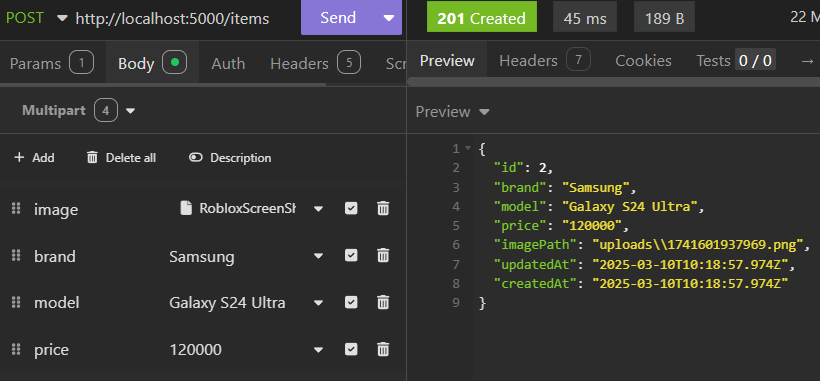 POST http://localhost:5000/items Send
Params 1 Body Auth Headers 5 Scr
Multipart 4
+ Add Delete all Description
image RobloxScreenSh
brand Samsung
model Galaxy S24 Ultra
price 120000
201 Created 45 ms 189 B 22 M
Preview Headers 7 Cookies Tests 0 / 0 →
Preview
1 {
2 "id": 2,
3 "brand": "Samsung",
4 "model": "Galaxy S24 Ultra",
5 "price": "120000",
6 "imagePath": "uploads\\1741601937969.png",
7 "updatedAt": "2025-03-10T10:18:57.974Z",
8 "createdAt": "2025-03-10T10:18:57.974Z"
9 }